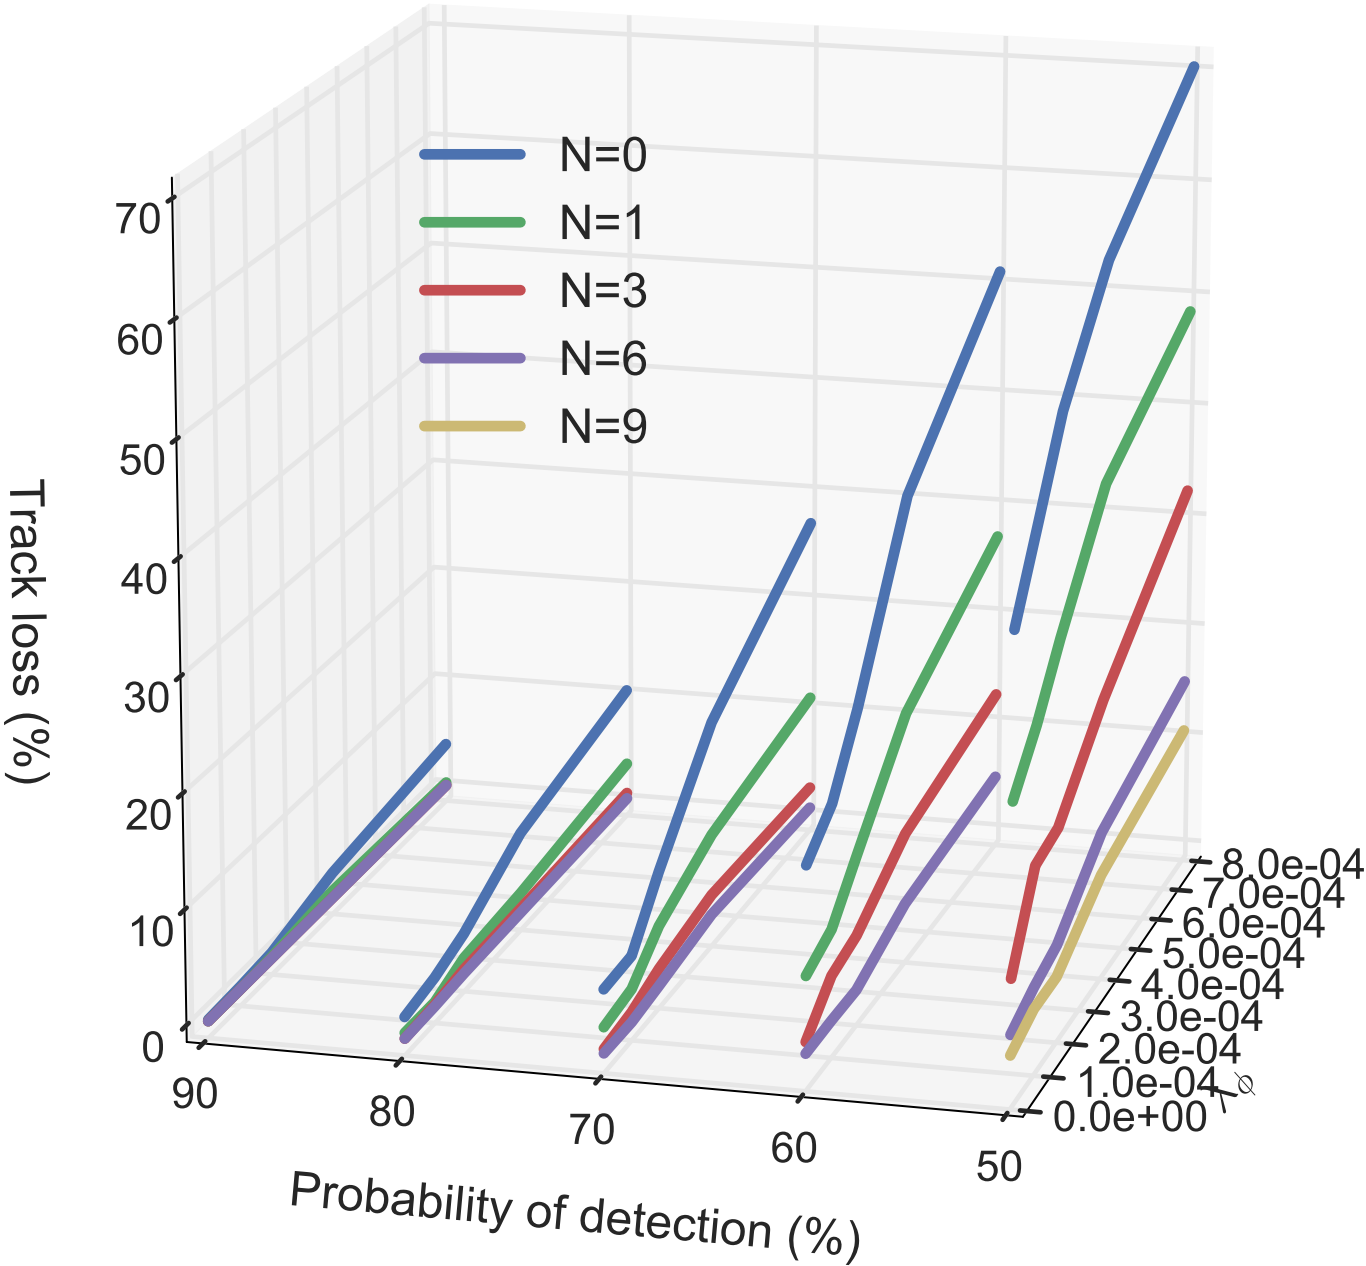 N=0
N=1
N=3
N=6
N=9
Track loss (%)
70
60
50
40
30
20
10
0
90
80
70
60
50
Probability of detection (%)
8.0e-04
7.0e-04
6.0e-04
5.0e-04
4.0e-04
3.0e-04
2.0e-04
1.0e-04
0.0e+00
λϕ